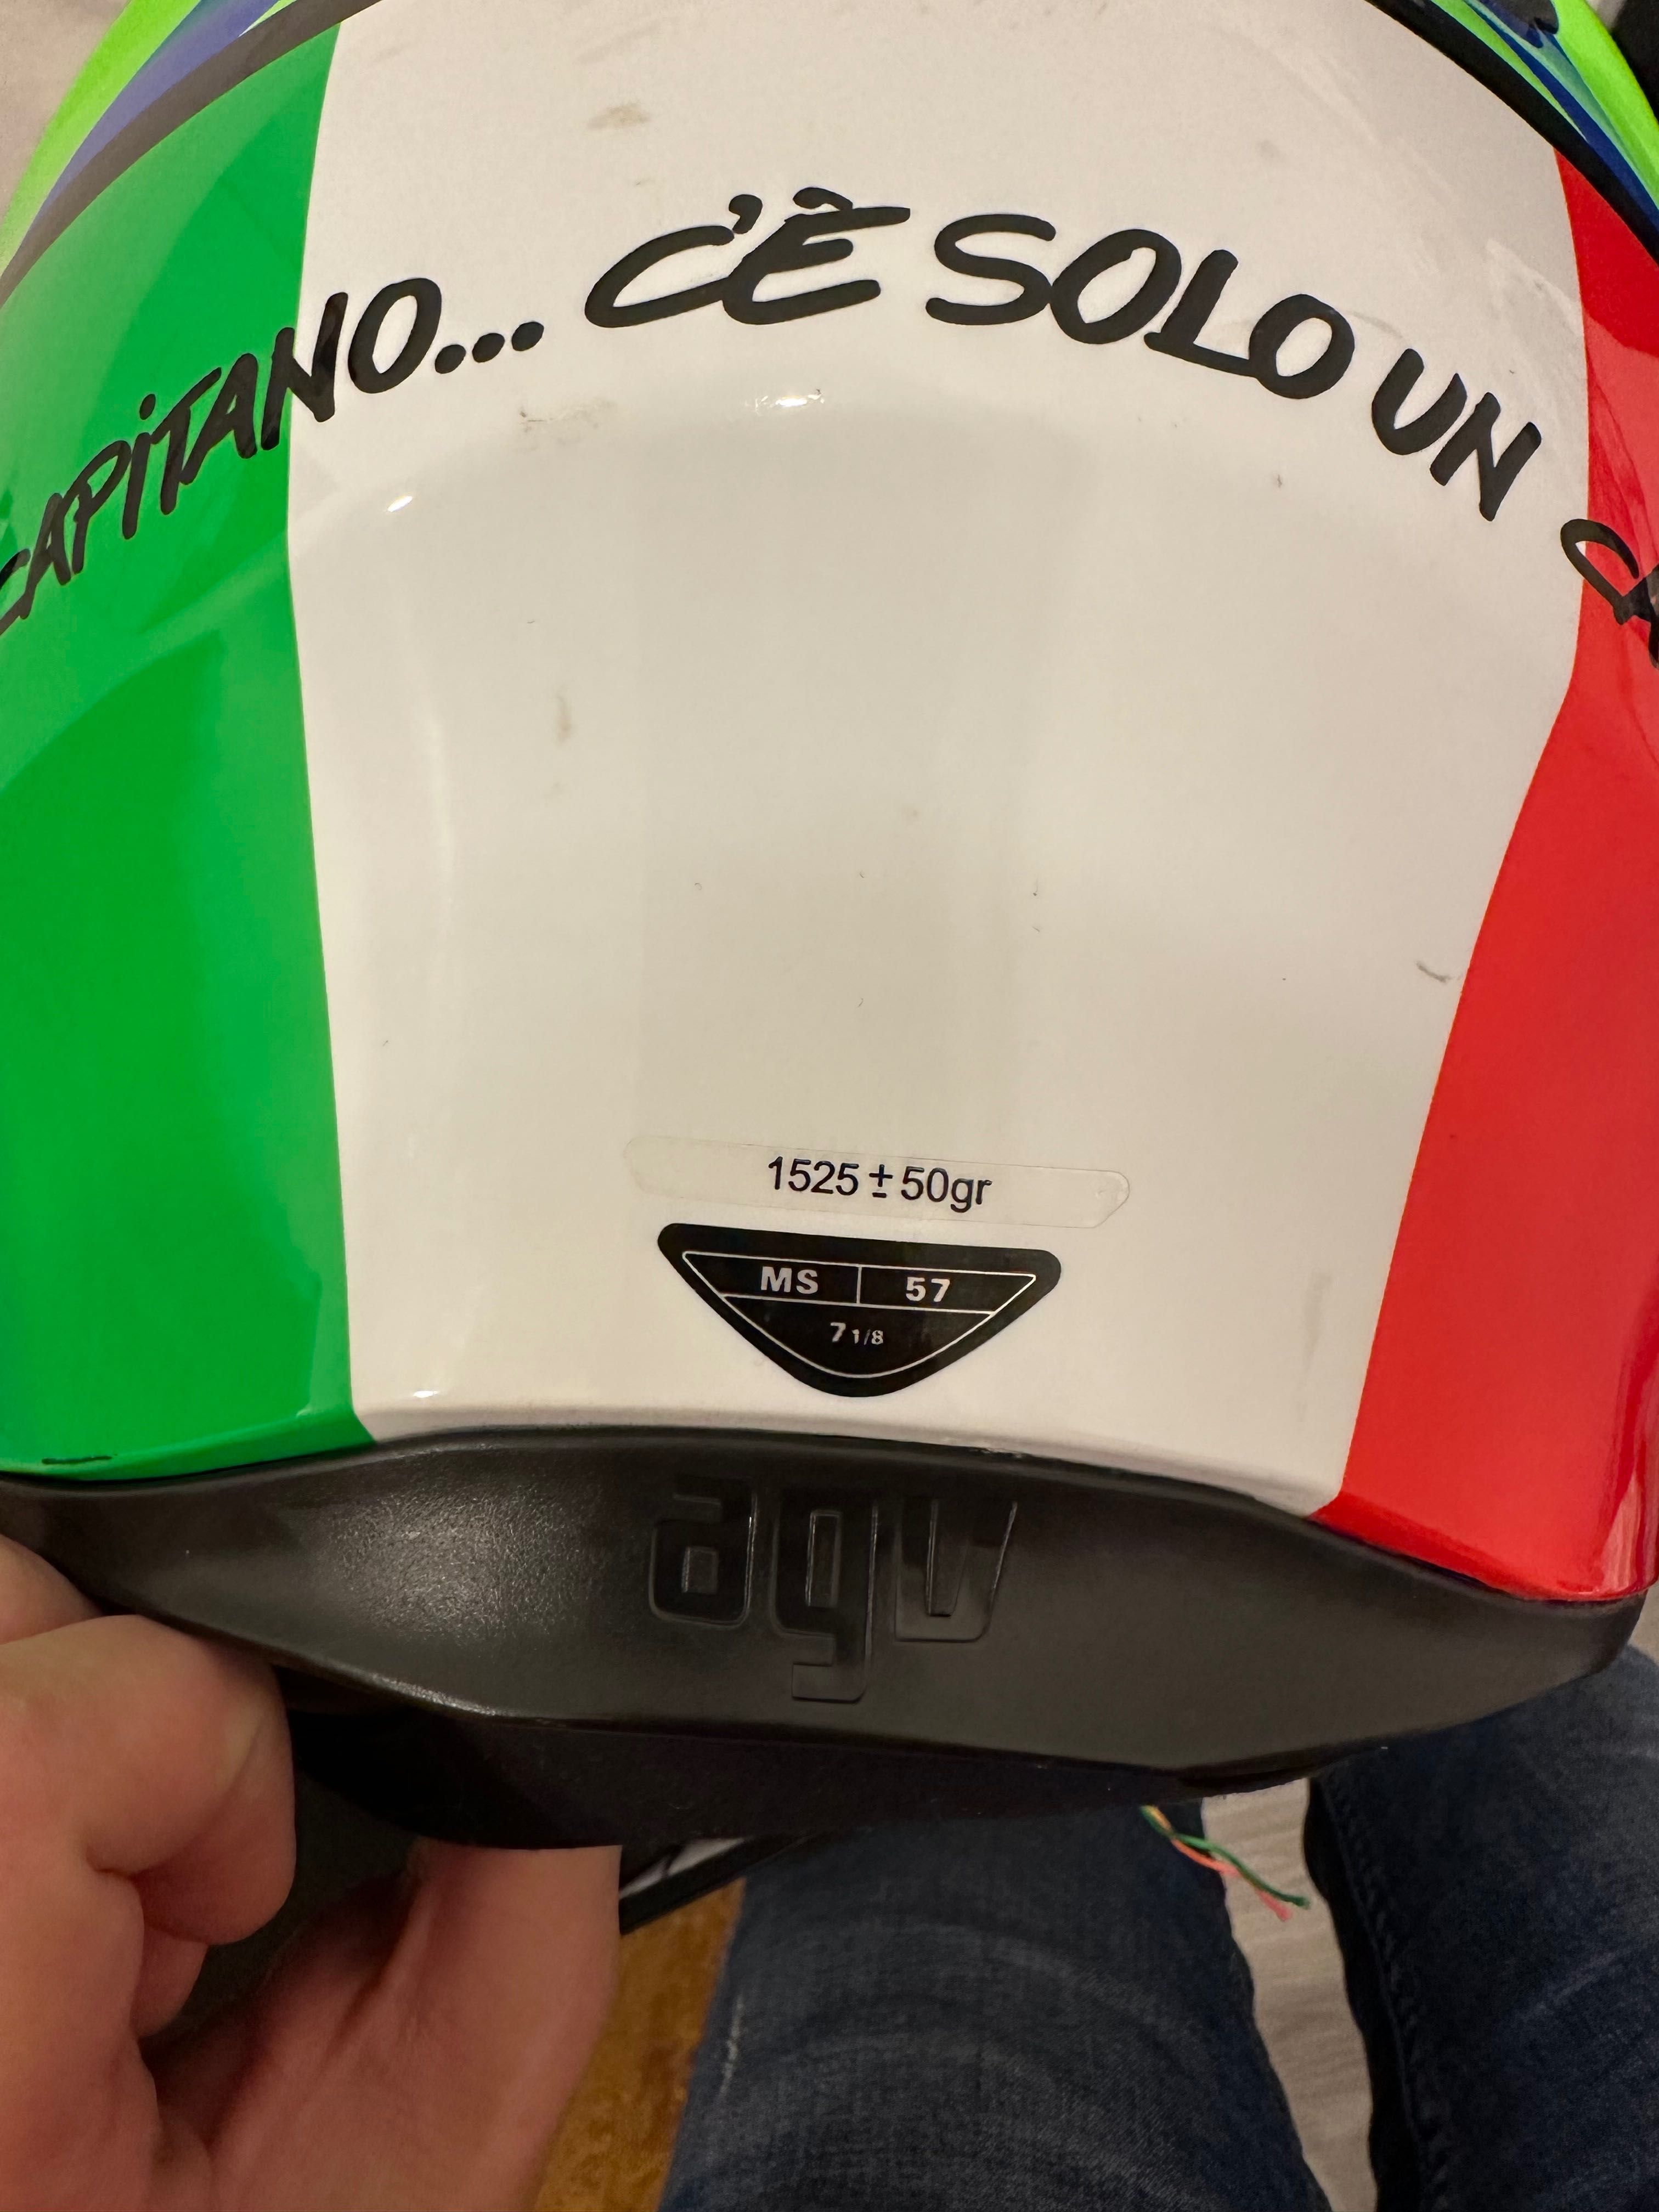 CAPiTANO... C'È SOLO UN
1525 ± 50gr
MS 57
7 1/8
agv